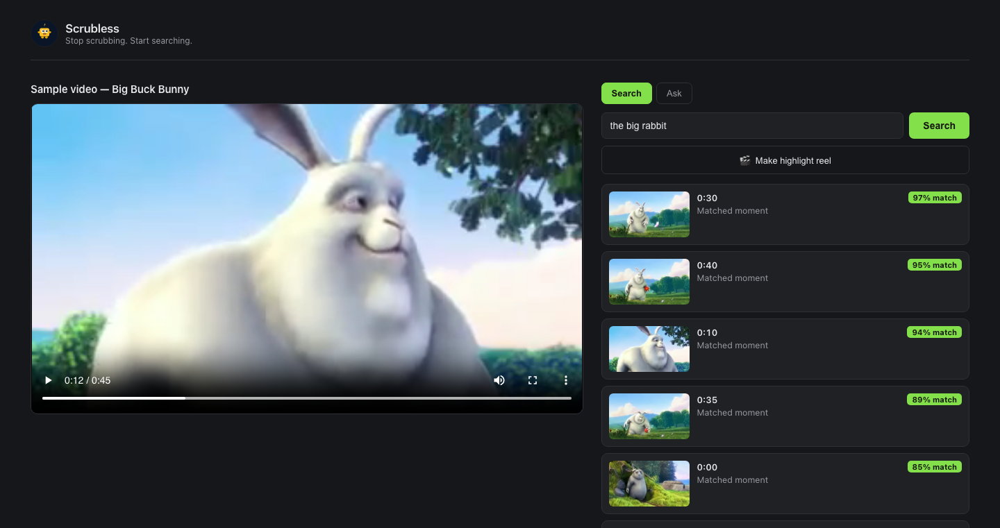 Scrubless
Stop scrubbing. Start searching.
Sample video — Big Buck Bunny
0:12 / 0:45
Search
Ask
the big rabbit
Search
Make highlight reel
0:30
97% match
Matched moment
0:40
95% match
Matched moment
0:10
94% match
Matched moment
0:35
89% match
Matched moment
0:00
85% match
Matched moment